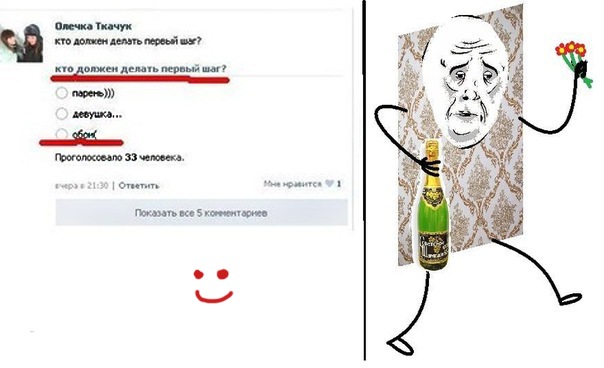 Олечка Ткачук
кто должен делать первый шаг?
кто должен делать первый шаг?
парень)))
девушка...
обои(
Проголосовало 33 человека.
вчера в 21:30 | Ответить
Мне нравится 1
Показать все 5 комментариев